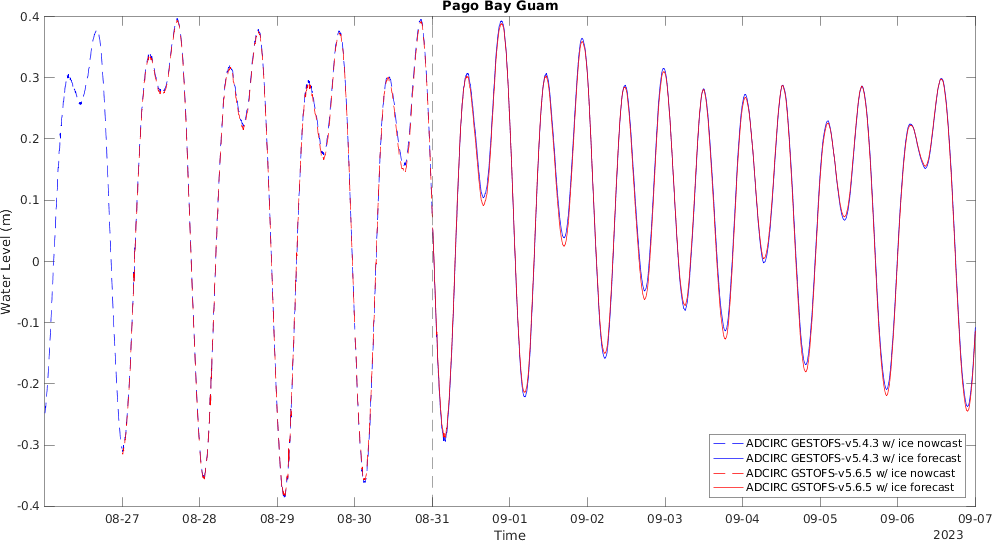 Pago Bay Guam
0.4
0.3
0.2
0.1
0
-0.1
-0.2
-0.3
-0.4
Water Level (m)
ADCIRC GESTOFS-v5.4.3 w/ ice nowcast
ADCIRC GESTOFS-v5.4.3 w/ ice forecast
ADCIRC GSTOFS-v5.6.5 w/ ice nowcast
ADCIRC GSTOFS-v5.6.5 w/ ice forecast
08-27 08-28 08-29 08-30 08-31 09-01 09-02 09-03 09-04 09-05 09-06 09-07
Time
2023